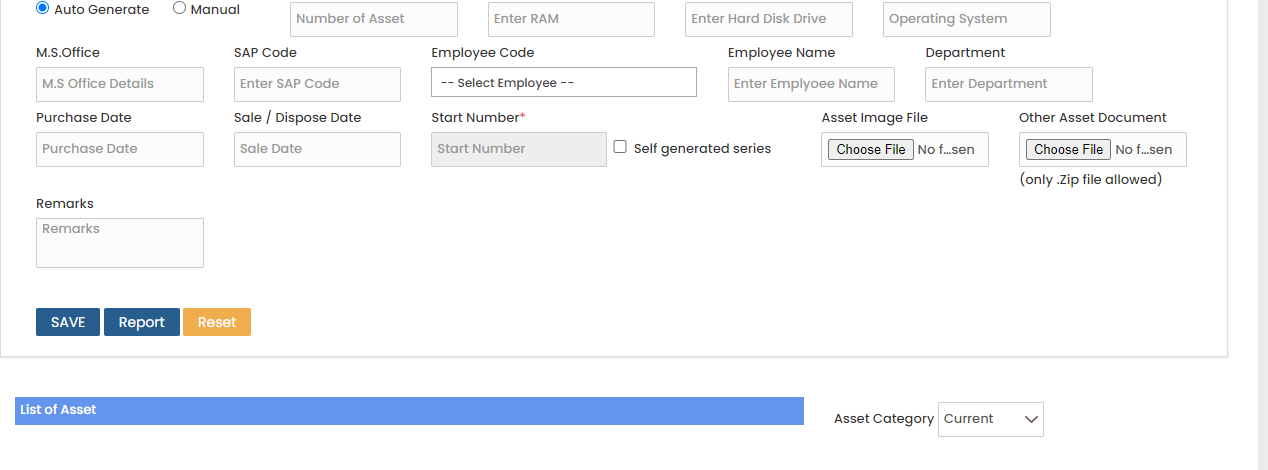 Auto Generate Manual Number of Asset Enter RAM Enter Hard Disk Drive Operating System
M.S.Office SAP Code Employee Code Employee Name Department
M.S Office Details Enter SAP Code -- Select Employee -- Enter Emplyoee Name Enter Department
Purchase Date Sale / Dispose Date Start Number* Asset Image File Other Asset Document
Purchase Date Sale Date Start Number Self generated series Choose File No f...sen Choose File No f...sen
(only .Zip file allowed)
Remarks
Remarks
SAVE Report Reset
List of Asset Asset Category Current